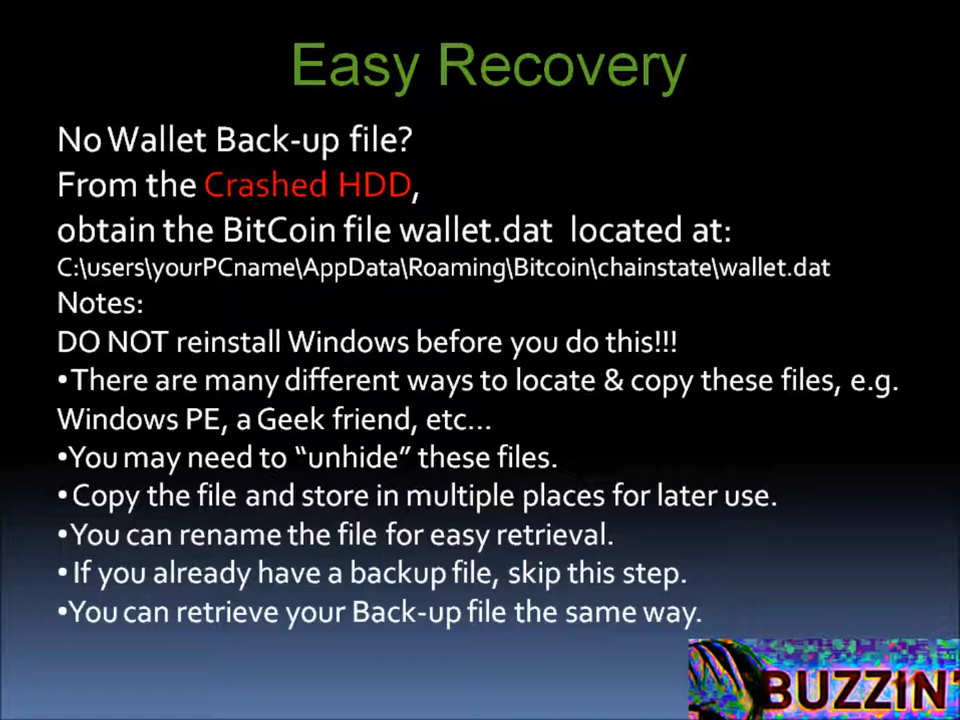 Easy Recovery
No Wallet Back-up file?
From the Crashed HDD,
obtain the BitCoin file wallet.dat located at:
C:\users\yourPCname\AppData\Roaming\Bitcoin\chainstate\wallet.dat
Notes:
DO NOT reinstall Windows before you do this!!!
•There are many different ways to locate & copy these files, e.g.
Windows PE, a Geek friend, etc...
•You may need to “unhide” these files.
•Copy the file and store in multiple places for later use.
•You can rename the file for easy retrieval.
•If you already have a backup file, skip this step.
•You can retrieve your Back-up file the same way.
BUZZIN'